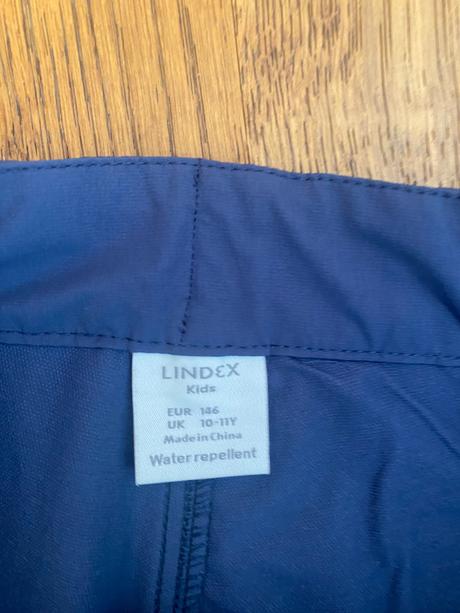 LINDEX
Kids
EUR 146
UK 10-11Y
Made in China
Water repellent